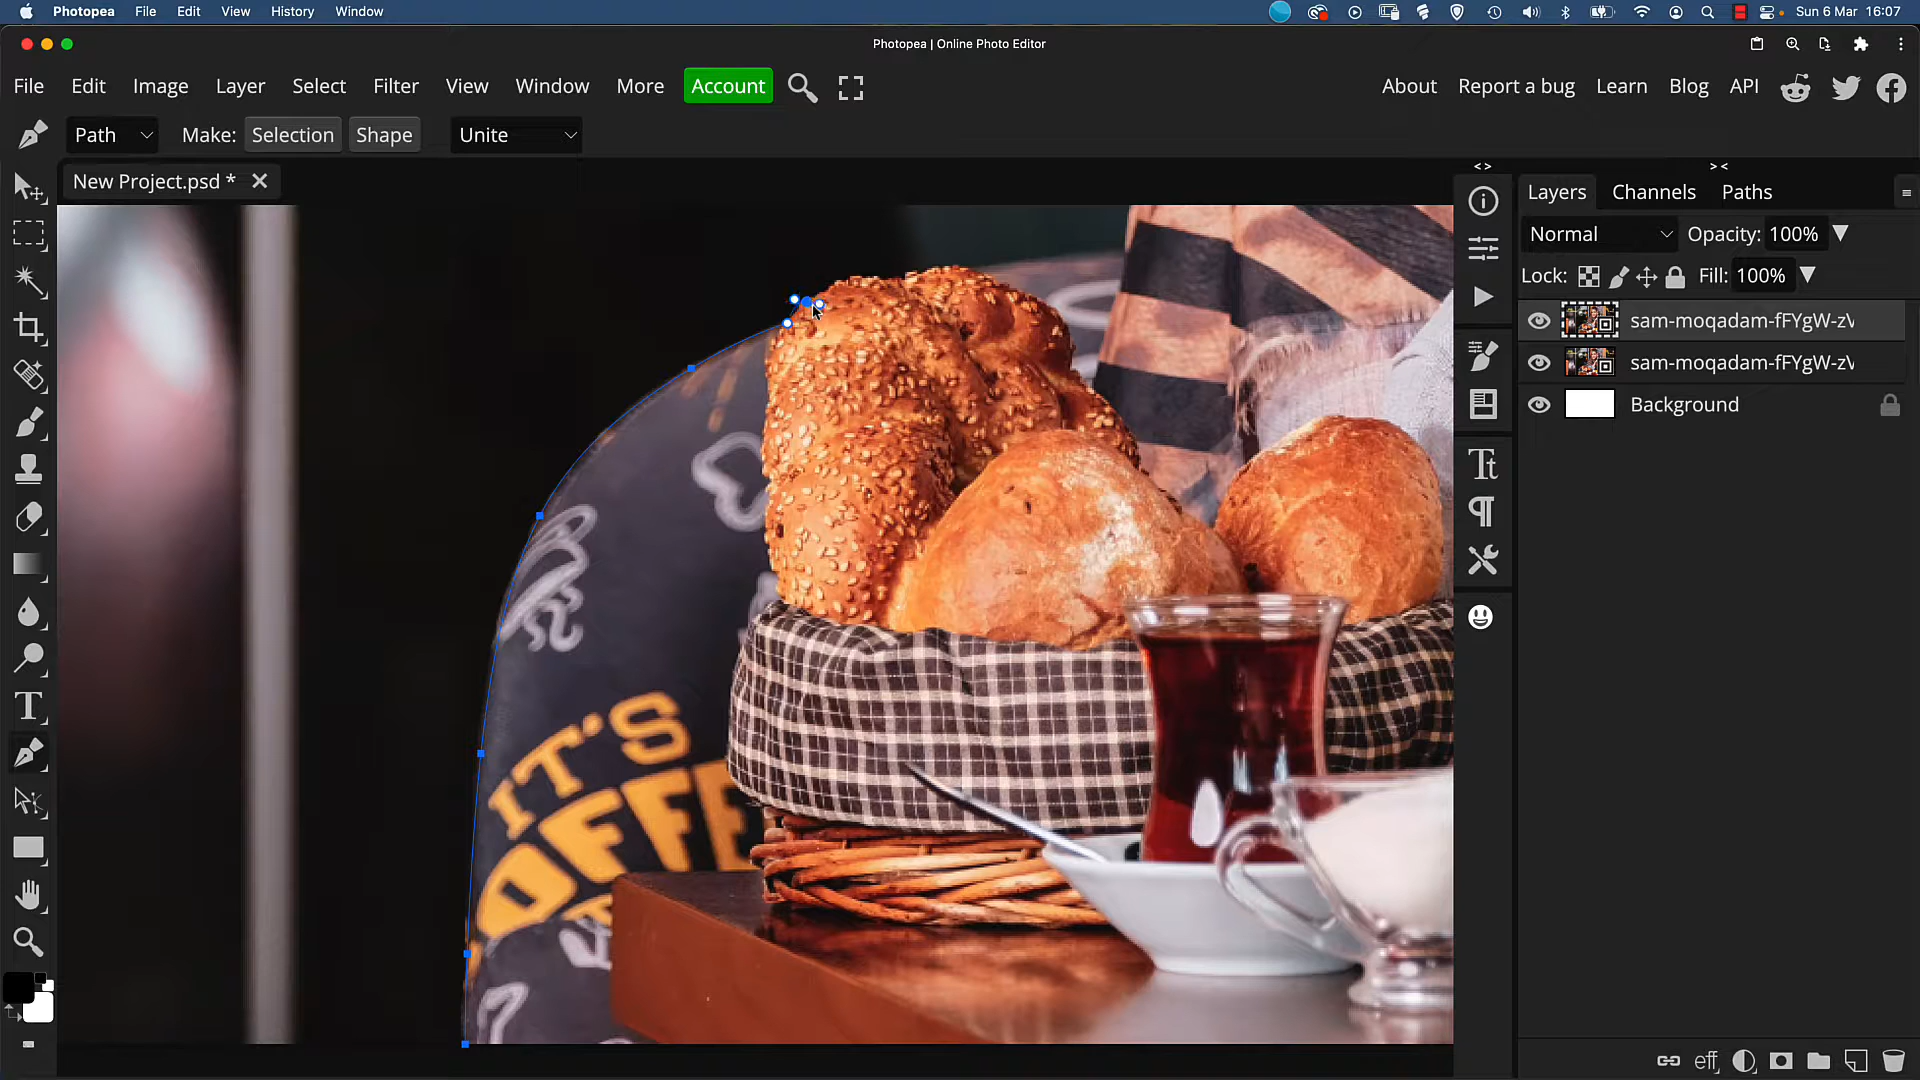 Photopea File Edit View History Window
Sun 6 Mar 16:07
Photopea | Online Photo Editor
File Edit Image Layer Select Filter View Window More Account
About Report a bug Learn Blog API
Path Make: Selection Shape Unite
New Project.psd *
Layers Channels Paths
Normal Opacity: 100%
Lock: Fill: 100%
sam-moqadam-fFYgW-zV
sam-moqadam-fFYgW-zV
Background
IT'S
OFFE
eff